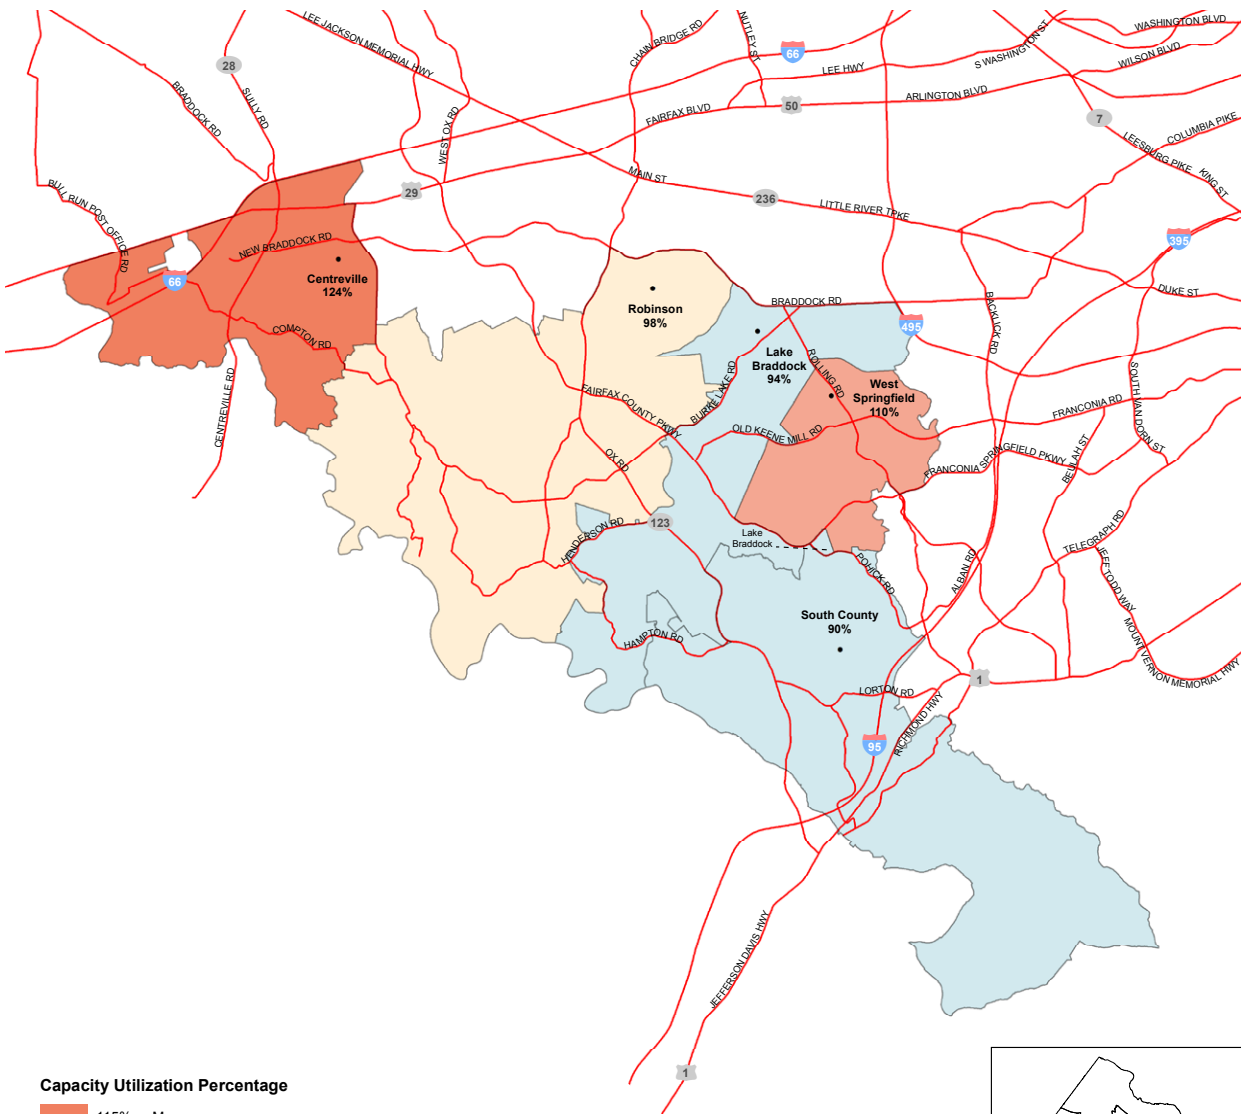 LEE JACKSON MEMORIAL HWY
CHAIN BRIDGE RD
NUTLEY ST
66
LEE HWY
S WASHINGTON ST
WASHINGTON BLVD
WILSON BLVD
28
SULLY RD
BRADDOCK RD
WEST OX RD
FAIRFAX BLVD
50
ARLINGTON BLVD
7
LEESBURG PIKE
COLUMBIA PIKE
KING ST
MAIN ST
29
236
LITTLE RIVER TPKE
395
BULL RUN POST OFFICE RD
NEW BRADDOCK RD
66
Centreville
124%
Robinson
98%
BRADDOCK RD
DUKE ST
BACKLICK RD
495
COMPTON RD
CENTREVILLE RD
Lake
Braddock
94%
ROLLING RD
West
Springfield
110%
BURKE LAKE RD
FAIRFAX COUNTY PKWY
OLD KEENE MILL RD
FRANCONIA RD
SOUTH VAN DORN ST
OX RD
FRANCONIA SPRINGFIELD PKWY
BEULAH ST
HENDERSON RD
123
Lake
Braddock
POHICK RD
ALBAN RD
TELEGRAPH RD
JEFF TODD WAY
South County
90%
HAMPTON RD
MOUNT VERNON MEMORIAL HWY
LORTON RD
1
RICHMOND HWY
95
JEFFERSON DAVIS HWY
1
Capacity Utilization Percentage